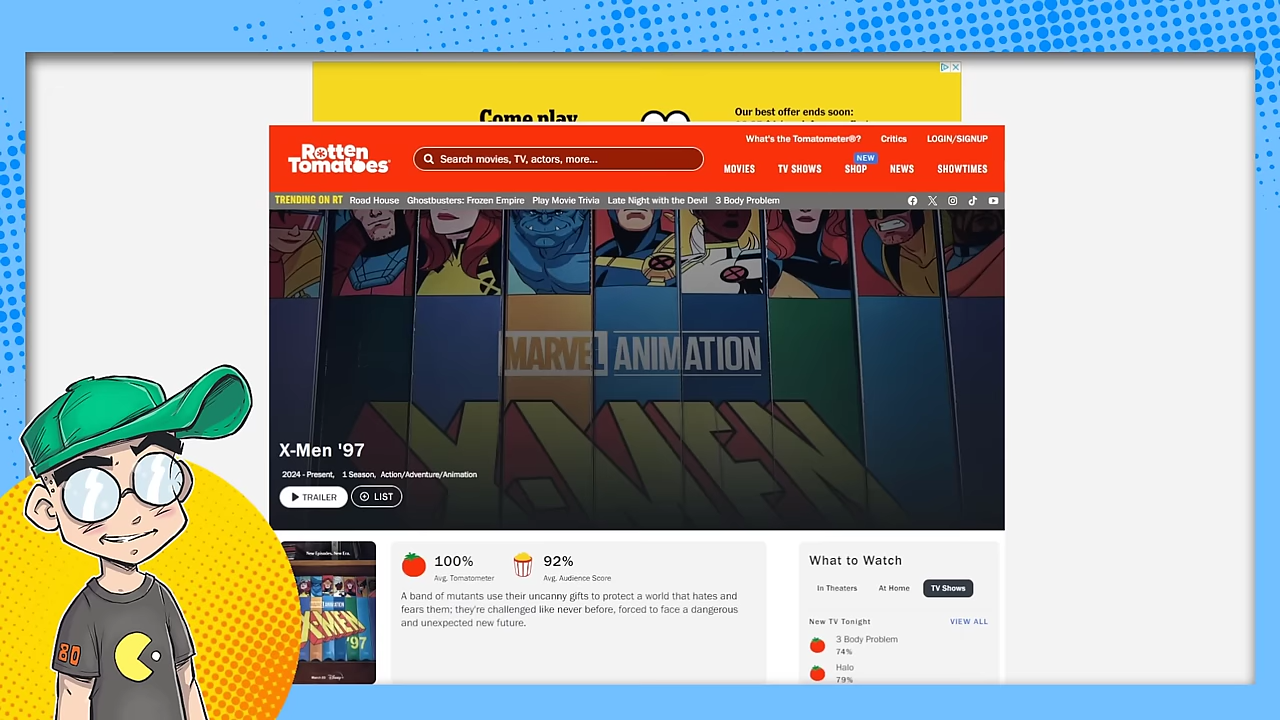 Come play
Our best offer ends soon:
What's the Tomatometer®?
Critics
LOGIN/SIGNUP
Rotten
Tomatoes®
Search movies, TV, actors, more...
NEW
MOVIES
TV SHOWS
SHOP
NEWS
SHOWTIMES
TRENDING ON RT
Road House
Ghostbusters: Frozen Empire
Play Movie Trivia
Late Night with the Devil
3 Body Problem
MARVEL ANIMATION
X-MEN
X-Men '97
2024 - Present, 1 Season, Action/Adventure/Animation
TRAILER
LIST
New Episodes. New Era.
X-MEN
'97
Disney+
100%
Avg. Tomatometer
92%
Avg. Audience Score
A band of mutants use their uncanny gifts to protect a world that hates and
fears them; they're challenged like never before, forced to face a dangerous
and unexpected new future.
What to Watch
In Theaters
At Home
TV Shows
New TV Tonight
VIEW ALL
3 Body Problem
74%
Halo
79%
80